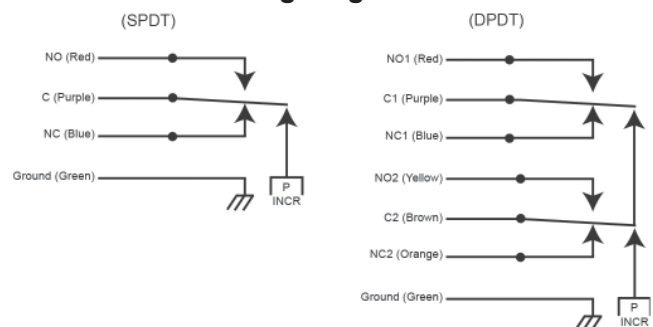 (SPDT)
NO (Red)
C (Purple)
NC (Blue)
Ground (Green)
P
INCR
(DPDT)
NO1 (Red)
C1 (Purple)
NC1 (Blue)
NO2 (Yellow)
C2 (Brown)
NC2 (Orange)
Ground (Green)
P
INCR